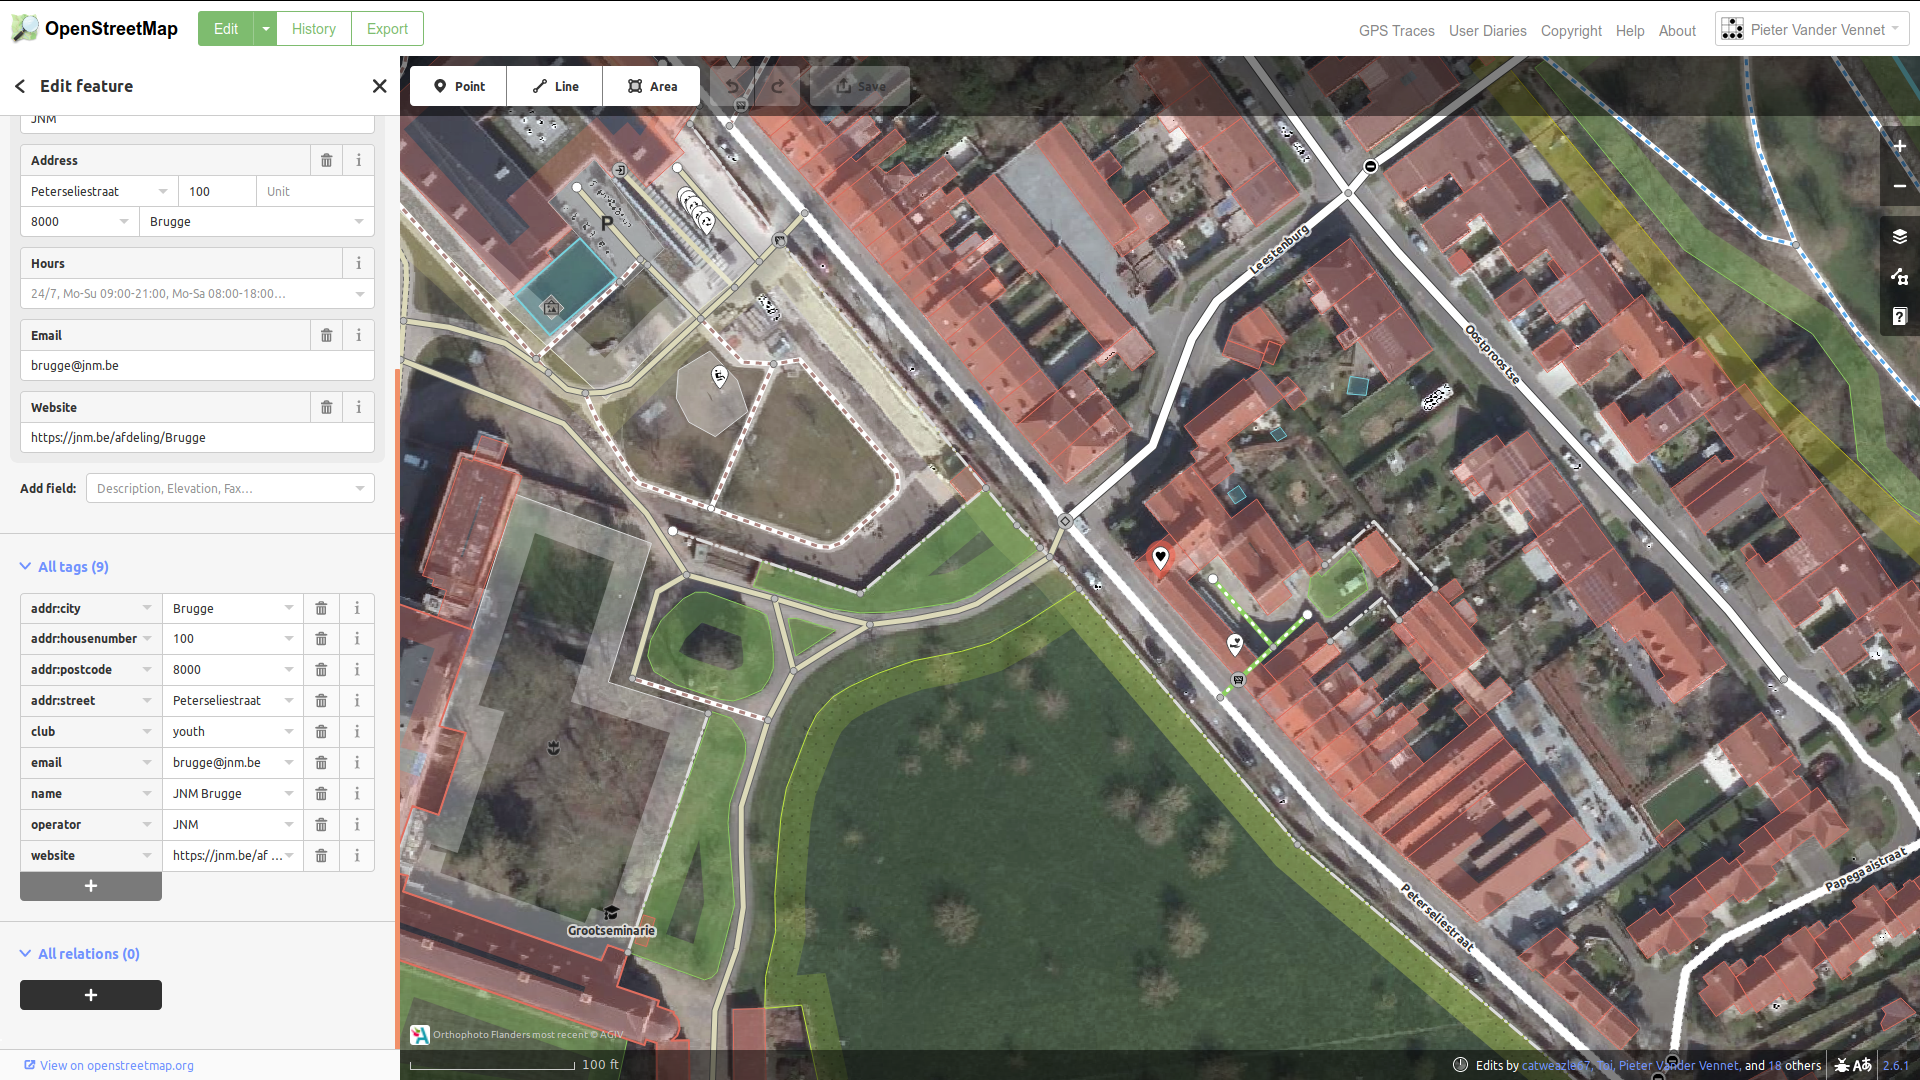 OpenStreetMap
Edit
History
Export
GPS Traces
User Diaries
Copyright
Help
About
Pieter Vander Vennet
Edit feature
Point
Line
Area
Save
JNM
Address
Peterseliestraat
100
Unit
8000
Brugge
Hours
24/7, Mo-Su 09:00-21:00, Mo-Sa 08:00-18:00...
Email
brugge@jnm.be
Website
https://jnm.be/afdeling/Brugge
Add field:
Description, Elevation, Fax...
All tags (9)
addr:city
Brugge
addr:housenumber
100
addr:postcode
8000
addr:street
Peterseliestraat
club
youth
email
brugge@jnm.be
name
JNM Brugge
operator
JNM
website
https://jnm.be/af ...
All relations (0)
View on openstreetmap.org
P
Leestenburg
Oostproostse
Peterseliestraat
Papegaaistraat
Grootseminarie
Orthophoto Flanders most recent © AGIV
100 ft
Edits by catweazle67, Toi, Pieter Vander Vennet, and 18 others
2.6.1